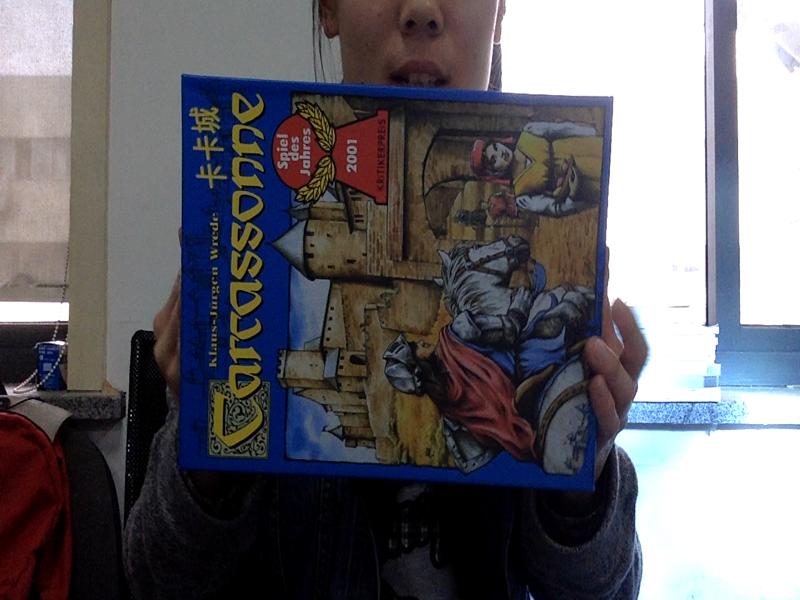 Klaus-Jürgen Wrede
卡卡城
Carcassonne
Spiel
des
Jahres
2001
KRITIKERPREIS